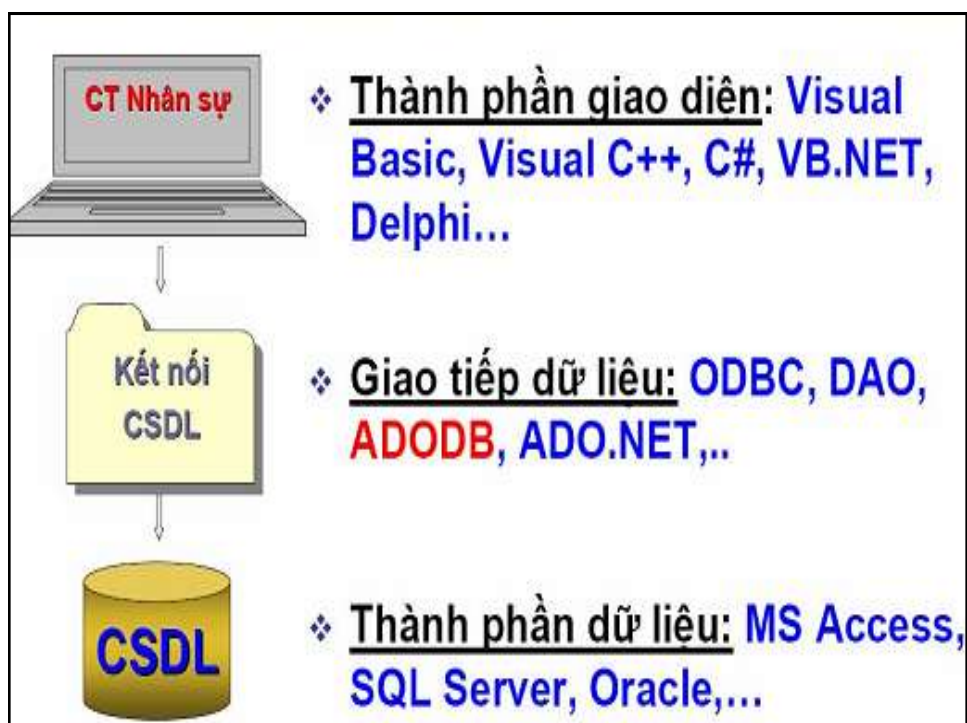 CT Nhân sự
❖ Thành phần giao diện: Visual
Basic, Visual C++, C#, VB.NET,
Delphi...
Kết nối
CSDL
❖ Giao tiếp dữ liệu: ODBC, DAO,
ADODB, ADO.NET,..
CSDL
❖ Thành phần dữ liệu: MS Access,
SQL Server, Oracle,...